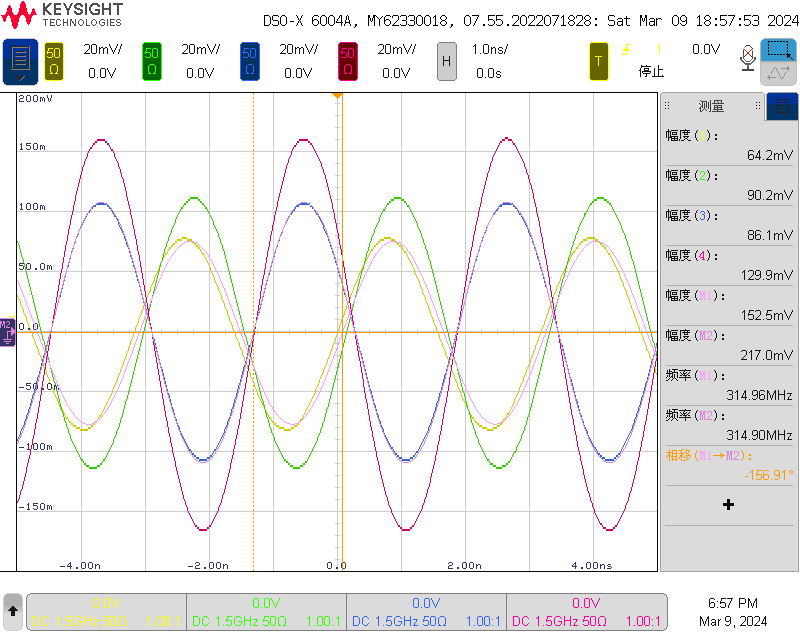 KEYSIGHT
TECHNOLOGIES
DSO-X 6004A, MY62330018, 07.55.2022071828: Sat Mar 09 18:57:53 2024
50Ω 20mV/ 50Ω 20mV/ 50Ω 20mV/ 50Ω 20mV/ H 1.0ns/ T 1 0.0V
0.0V 0.0V 0.0V 0.0V 0.0s 停止
200mV
150m
100m
50.0m
0.0
-50.0m
-100m
-150m
M2
-4.00n -2.00n 0.0 2.00n 4.00ns
测量
幅度(1):
64.2mV
幅度(2):
90.2mV
幅度(3):
86.1mV
幅度(4):
129.9mV
幅度(M1):
152.5mV
幅度(M2):
217.0mV
频率(M1):
314.96MHz
频率(M2):
314.90MHz
相移(M1→M2):
-156.91°
0.0V 0.0V 0.0V 0.0V
DC 1.5GHz 50Ω 1.00:1 DC 1.5GHz 50Ω 1.00:1 DC 1.5GHz 50Ω 1.00:1 DC 1.5GHz 50Ω 1.00:1
6:57 PM
Mar 9, 2024